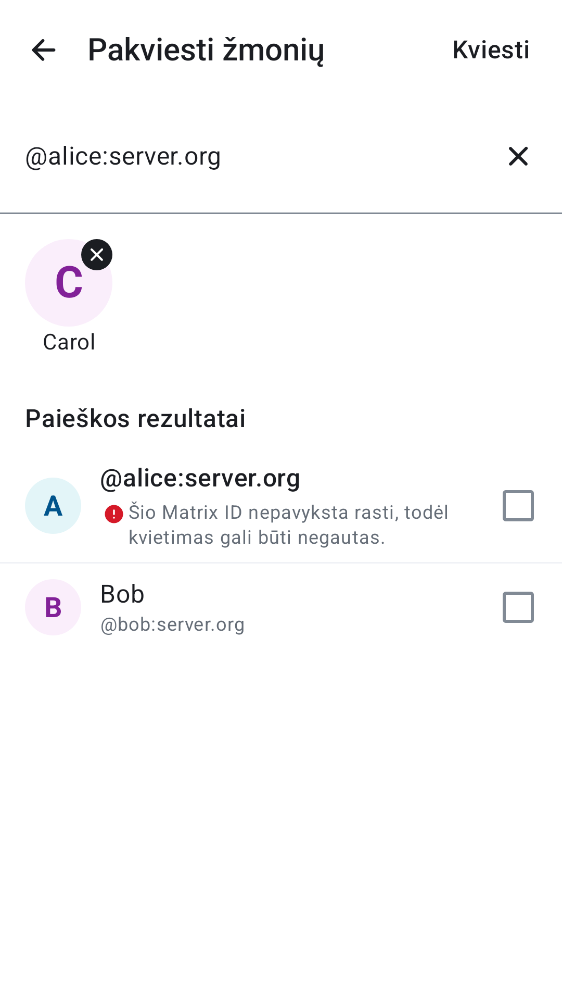 Pakviesti žmonių
Kviesti
@alice:server.org
C
Carol
Paieškos rezultatai
A
@alice:server.org
Šio Matrix ID nepavyksta rasti, todėl
kvietimas gali būti negautas.
B
Bob
@bob:server.org